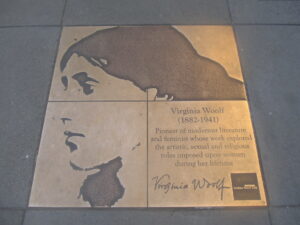 Virginia Woolf
(1882-1941)
Pioneer of modernist literature
and feminist whose work explored
the artistic, sexual and religious
roles imposed upon women
during her lifetime
Virginia Woolf